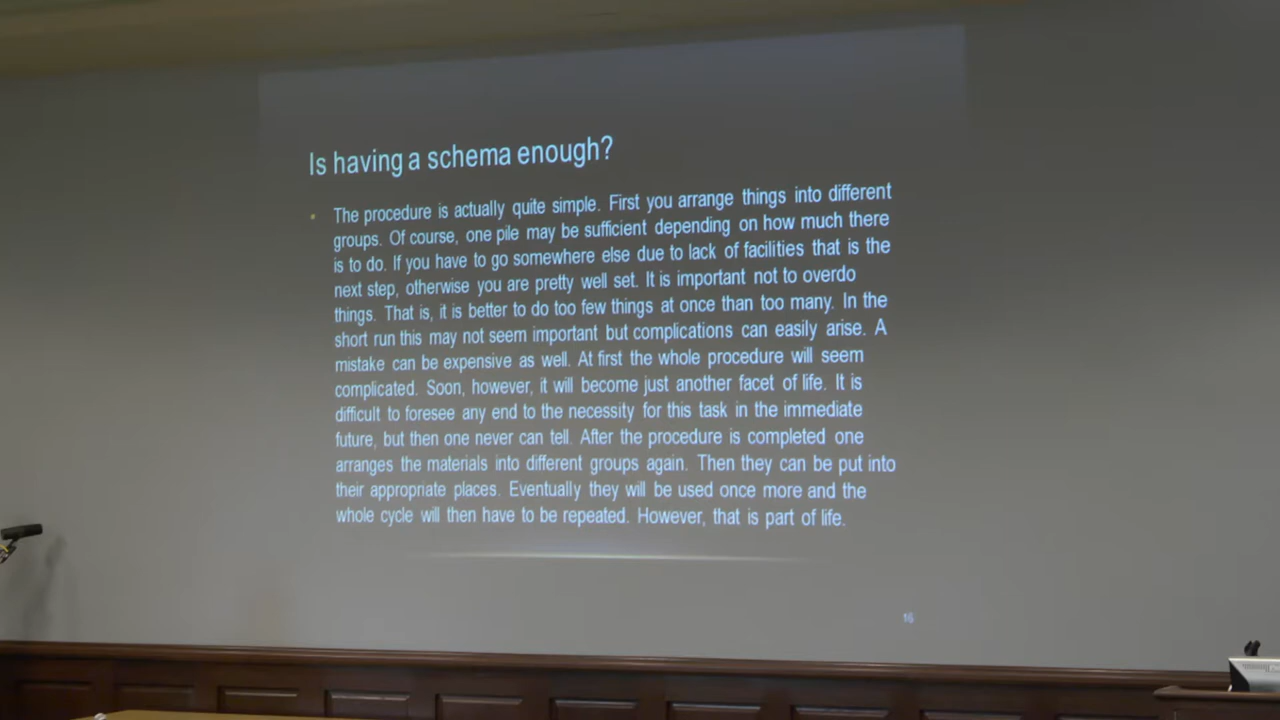 Is having a schema enough?
The procedure is actually quite simple. First you arrange things into different
groups. Of course, one pile may be sufficient depending on how much there
is to do. If you have to go somewhere else due to lack of facilities that is the
next step, otherwise you are pretty well set. It is important not to overdo
things. That is, it is better to do too few things at once than too many. In the
short run this may not seem important but complications can easily arise. A
mistake can be expensive as well. At first the whole procedure will seem
complicated. Soon, however, it will become just another facet of life. It is
difficult to foresee any end to the necessity for this task in the immediate
future, but then one never can tell. After the procedure is completed one
arranges the materials into different groups again. Then they can be put into
their appropriate places. Eventually they will be used once more and the
whole cycle will then have to be repeated. However, that is part of life.
16